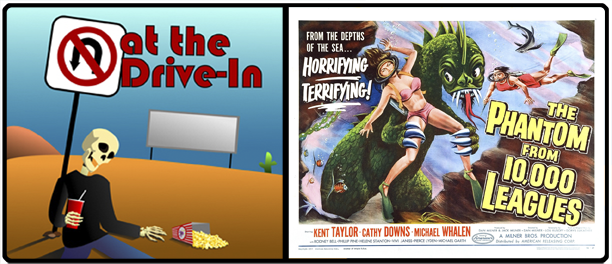 at the
Drive-In
FROM THE DEPTHS
OF THE SEA...
HORRIFYING
TERRIFYING!
THE
PHANTOM
FROM
10,000
LEAGUES
KENT TAYLOR · CATHY DOWNS · MICHAEL WHALEN
A MILNER BROS. PRODUCTION